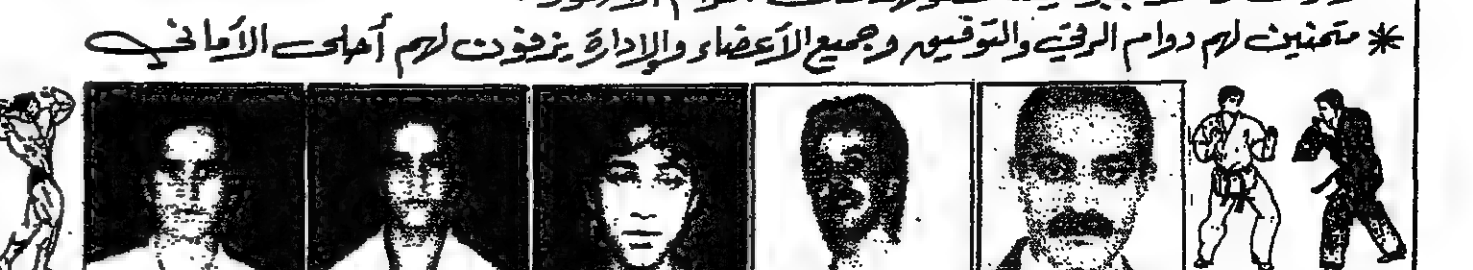 * متمنين لهم دوام الرقي والتوفيق وجميع الأعضاء والإدارة يزفون لهم أحلى الأماني